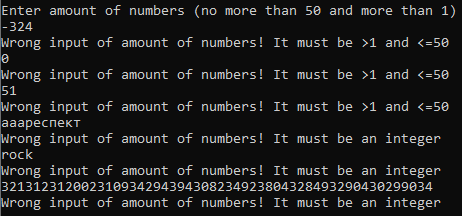 Enter amount of numbers (no more than 50 and more than 1)
-324
Wrong input of amount of numbers! It must be >1 and <=50
0
Wrong input of amount of numbers! It must be >1 and <=50
51
Wrong input of amount of numbers! It must be >1 and <=50
ааареспект
Wrong input of amount of numbers! It must be an integer
rock
Wrong input of amount of numbers! It must be an integer
321312312002310934294394308234923804328493290430299034
Wrong input of amount of numbers! It must be an integer